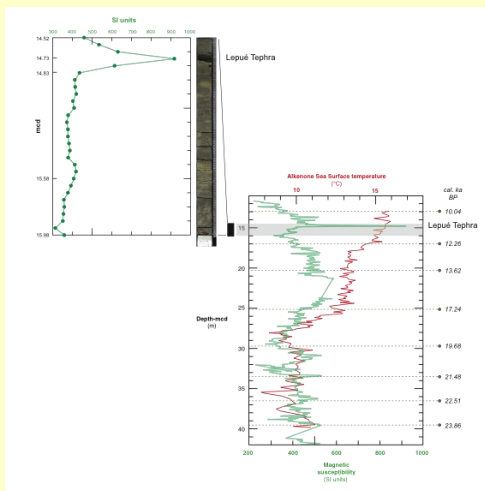 SI units
300 400 500 600 700 800 900 1000
14.52
14.79
14.93
mcd
15.58
15.98
Lepué Tephra
Alkenone Sea Surface temperature
(°C)
10 15
cal. ka
BP
10.04
Lepué Tephra
12.26
13.62
17.24
19.68
21.48
22.51
23.86
Depth-mcd
(m)
15
20
25
30
35
40
200 400 600 800 1000
Magnetic
susceptibility
(SI units)